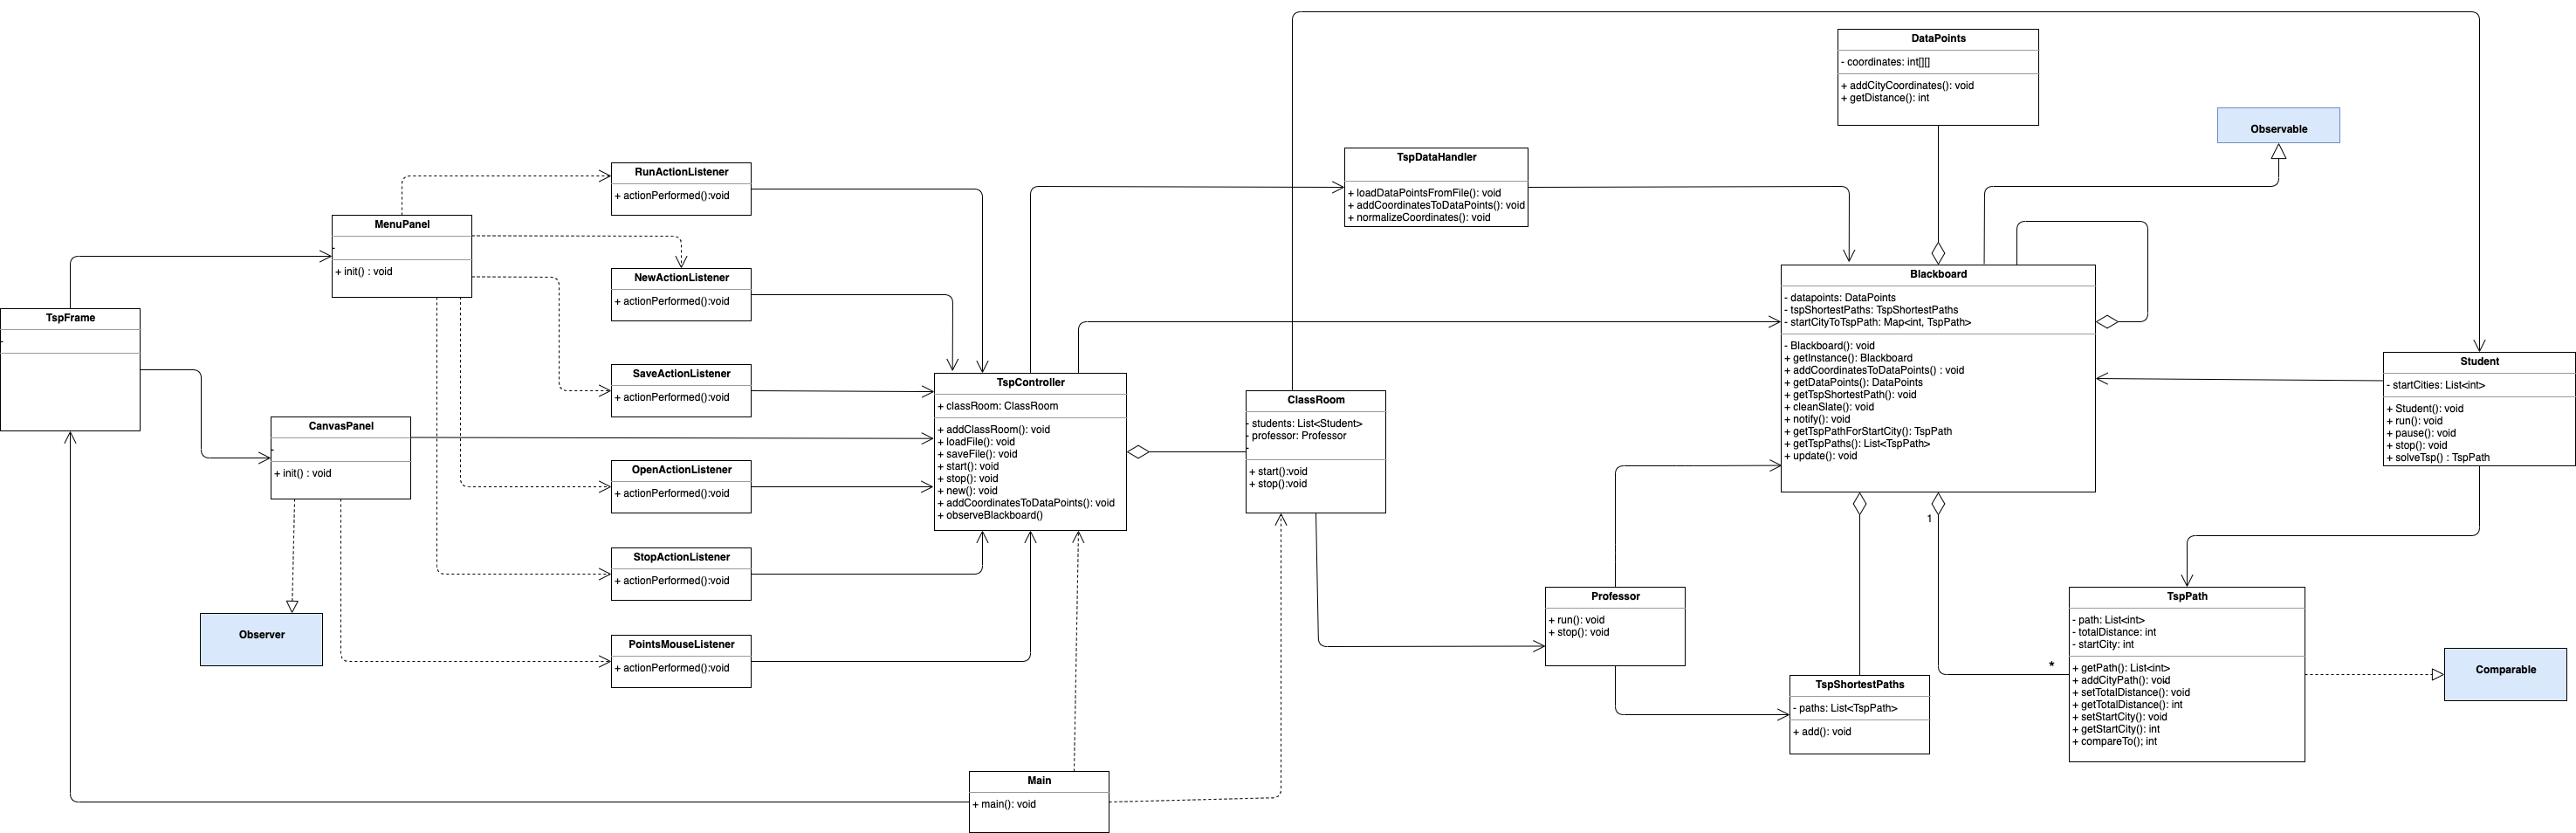 DataPoints
- coordinates: int[][]
+ addCityCoordinates(): void
+ getDistance(): int
Observable
TspDataHandler
+ loadDataPointsFromFile(): void
+ addCoordinatesToDataPoints(): void
+ normalizeCoordinates(): void
RunActionListener
+ actionPerformed():void
MenuPanel
-
+ init() : void
NewActionListener
+ actionPerformed():void
TspFrame
-
SaveActionListener
+ actionPerformed():void
CanvasPanel
-
+ init() : void
OpenActionListener
+ actionPerformed():void
StopActionListener
+ actionPerformed():void
PointsMouseListener
+ actionPerformed():void
Observer
TspController
+ classRoom: ClassRoom
+ addClassRoom(): void
+ loadFile(): void
+ saveFile(): void
+ start(): void
+ stop(): void
+ new(): void
+ addCoordinatesToDataPoints(): void
+ observeBlackboard()
ClassRoom
- students: List<Student>
- professor: Professor
-
+ start():void
+ stop():void
Blackboard
- datapoints: DataPoints
- tspShortestPaths: TspShortestPaths
- startCityToTspPath: Map<int, TspPath>
- Blackboard(): void
+ getInstance(): Blackboard
+ addCoordinatesToDataPoints() : void
+ getDataPoints(): DataPoints
+ getTspShortestPath(): void
+ cleanSlate(): void
+ notify(): void
+ getTspPathForStartCity(): TspPath
+ getTspPaths(): List<TspPath>
+ update(): void
Student
- startCities: List<int>
+ Student(): void
+ run(): void
+ pause(): void
+ stop(): void
+ solveTsp() : TspPath
1
*
Professor
+ run(): void
+ stop(): void
TspShortestPaths
- paths: List<TspPath>
+ add(): void
TspPath
- path: List<int>
- totalDistance: int
- startCity: int
+ getPath(): List<int>
+ addCityPath(): void
+ setTotalDistance(): void
+ getTotalDistance(): int
+ setStartCity(): void
+ getStartCity(): int
+ compareTo(); int
Comparable
Main
+ main(): void